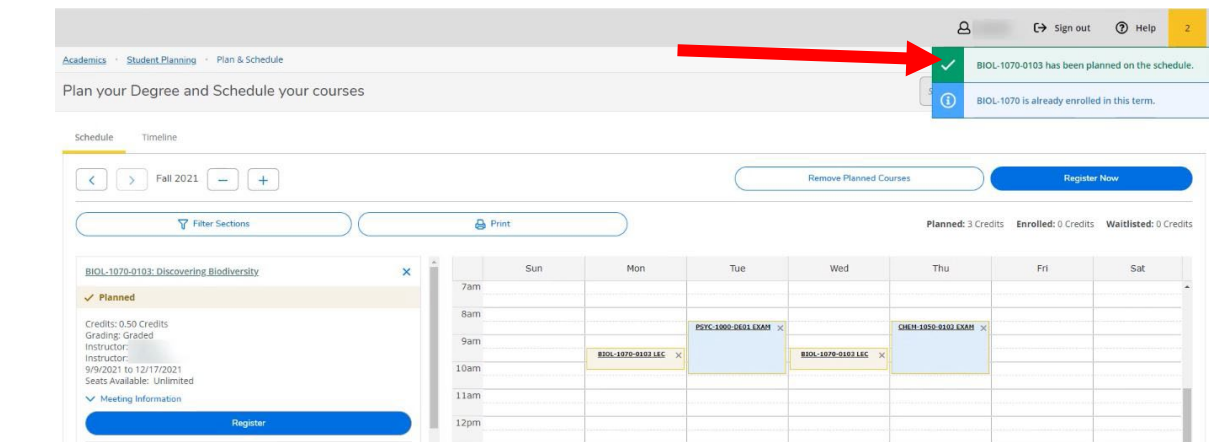 Sign out Help 2
Academics Student Planning Plan & Schedule
BIOL-1070-0103 has been planned on the schedule.
Plan your Degree and Schedule your courses
BIOL-1070 is already enrolled in this term.
Schedule Timeline
Fall 2021
Remove Planned Courses Register Now
Filter Sections Print
Planned: 3 Credits Enrolled: 0 Credits Waitlisted: 0 Credits
BIOL-1070-0103: Discovering Biodiversity
Planned
Credits: 0.50 Credits
Grading: Graded
Instructor:
Instructor:
9/9/2021 to 12/17/2021
Seats Available: Unlimited
Meeting Information
Register
Sun Mon Tue Wed Thu Fri Sat
7am
8am
PSYC-1000-DE01 EXAM CHEM-1050-0102 EXAM
9am
BIOL-1070-0103 LEC BIOL-1070-0103 LEC
10am
11am
12pm